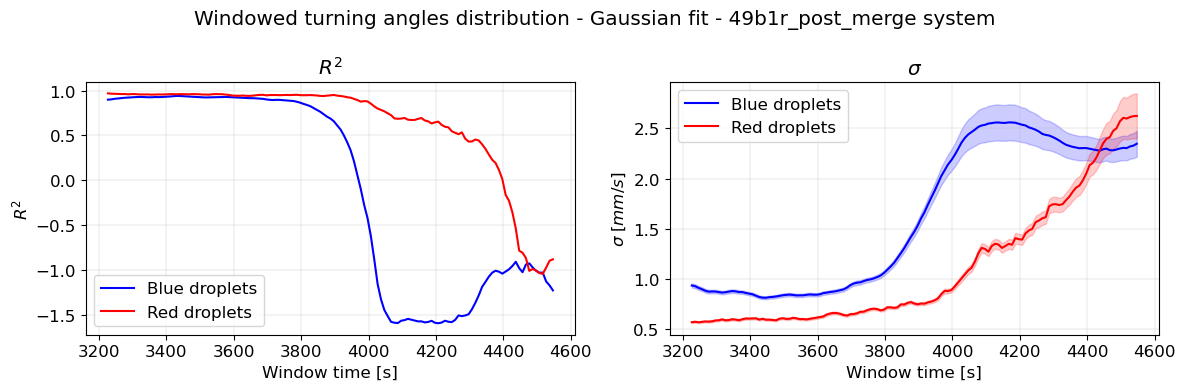 Windowed turning angles distribution - Gaussian fit - 49b1r_post_merge system
R²
1.0
0.5
0.0
−0.5
−1.0
−1.5
R²
Blue droplets
Red droplets
3200 3400 3600 3800 4000 4200 4400 4600
Window time [s]
σ
2.5
2.0
1.5
1.0
0.5
σ [mm/s]
Blue droplets
Red droplets
3200 3400 3600 3800 4000 4200 4400 4600
Window time [s]